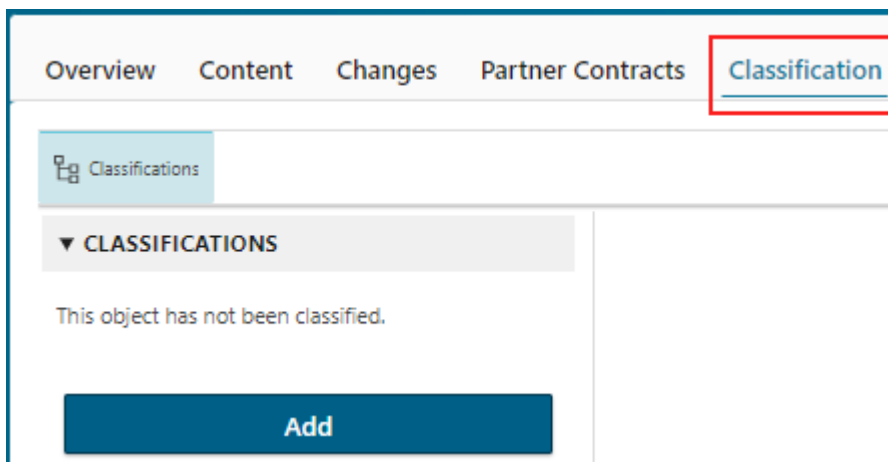 Overview Content Changes Partner Contracts Classification
Classifications
CLASSIFICATIONS
This object has not been classified.
Add